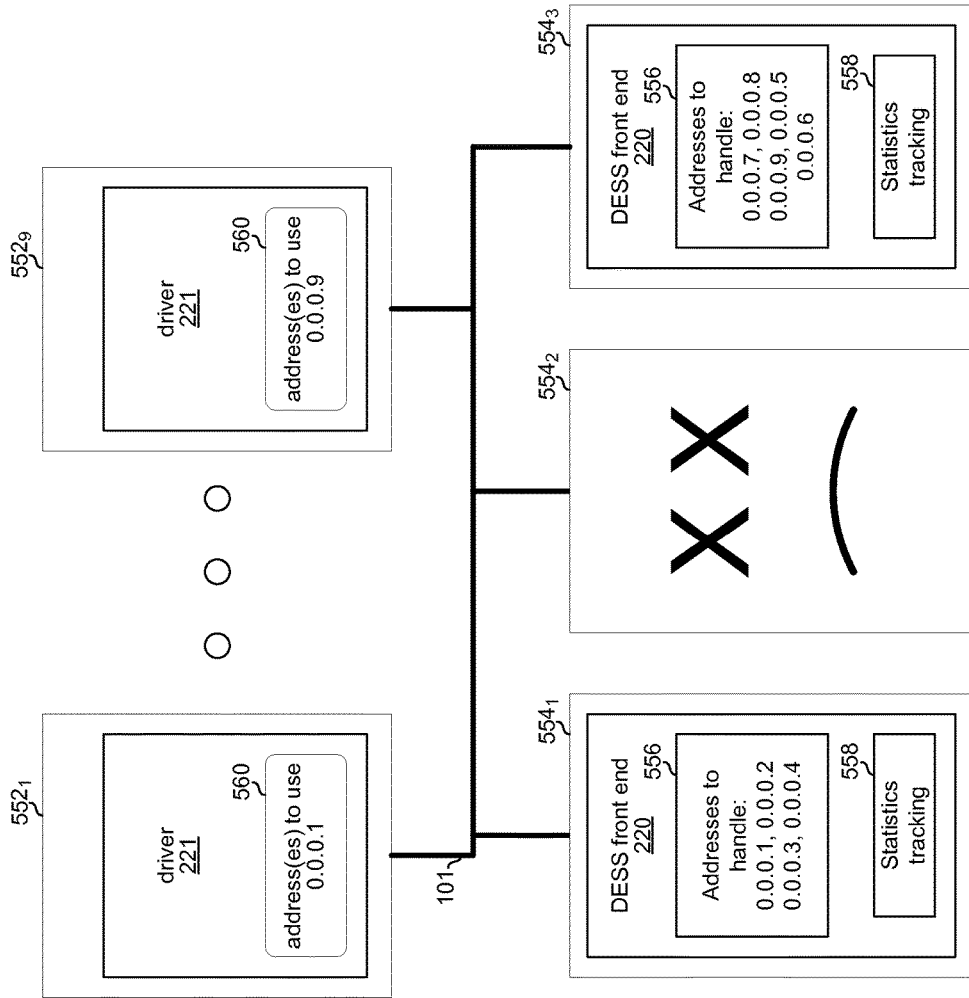 552₁
driver
221
560
address(es) to use
0.0.0.1
552₉
driver
221
560
address(es) to use
0.0.0.9
101
554₁
DESS front end
220
556
Addresses to
handle:
0.0.0.1, 0.0.0.2
0.0.0.3, 0.0.0.4
558
Statistics
tracking
554₂
554₃
DESS front end
220
556
Addresses to
handle:
0.0.0.7, 0.0.0.8
0.0.0.9, 0.0.0.5
0.0.0.6
558
Statistics
tracking